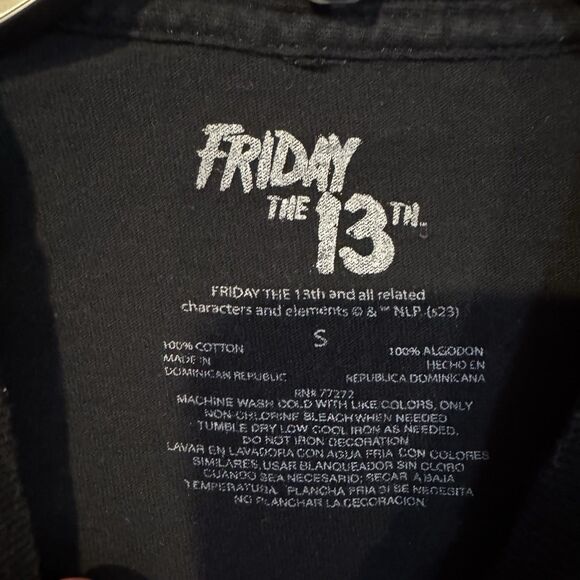 FRIDAY
THE 13TH™
FRIDAY THE 13th and all related
characters and elements © & ™ NLP. (s23)
S
100% COTTON
MADE IN
DOMINICAN REPUBLIC
100% ALGODON
HECHO EN
REPUBLICA DOMINICANA
RN# 77272
MACHINE WASH COLD WITH LIKE COLORS, ONLY
NON-CHLORINE BLEACH WHEN NEEDED
TUMBLE DRY LOW COOL IRON AS NEEDED,
DO NOT IRON DECORATION
LAVAR EN LAVADORA CON AGUA FRIA CON COLORES
SIMILARES, USAR BLANQUEADOR SIN CLORO
CUANDO SEA NECESARIO; SECAR A BAJA
TEMPERATURA PLANCHA FRIA SI SE NECESITA
NO PLANCHAR LA DECORACION